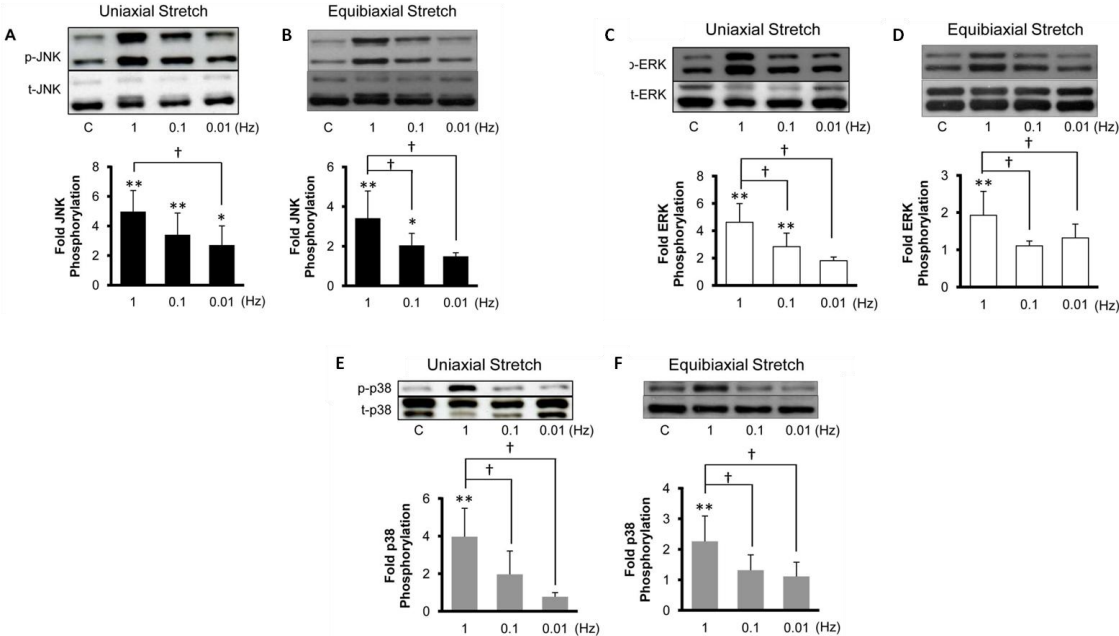 A
Uniaxial Stretch
p-JNK
t-JNK
C 1 0.1 0.01 (Hz)
†
**
**
*
Fold JNK
Phosphorylation
8
6
4
2
0
1 0.1 0.01 (Hz)
B
Equibiaxial Stretch
C 1 0.1 0.01 (Hz)
†
†
**
*
Fold JNK
Phosphorylation
6
4
2
0
1 0.1 0.01 (Hz)
C
Uniaxial Stretch
p-ERK
t-ERK
C 1 0.1 0.01 (Hz)
†
†
**
**
Fold ERK
Phosphorylation
8
6
4
2
0
1 0.1 0.01 (Hz)
D
Equibiaxial Stretch
C 1 0.1 0.01 (Hz)
†
†
**
Fold ERK
Phosphorylation
3
2
1
0
1 0.1 0.01 (Hz)
E
Uniaxial Stretch
p-p38
t-p38
C 1 0.1 0.01 (Hz)
†
†
**
Fold p38
Phosphorylation
6
4
2
0
1 0.1 0.01 (Hz)
F
Equibiaxial Stretch
C 1 0.1 0.01 (Hz)
†
†
**
Fold p38
Phosphorylation
4
3
2
1
0
1 0.1 0.01 (Hz)